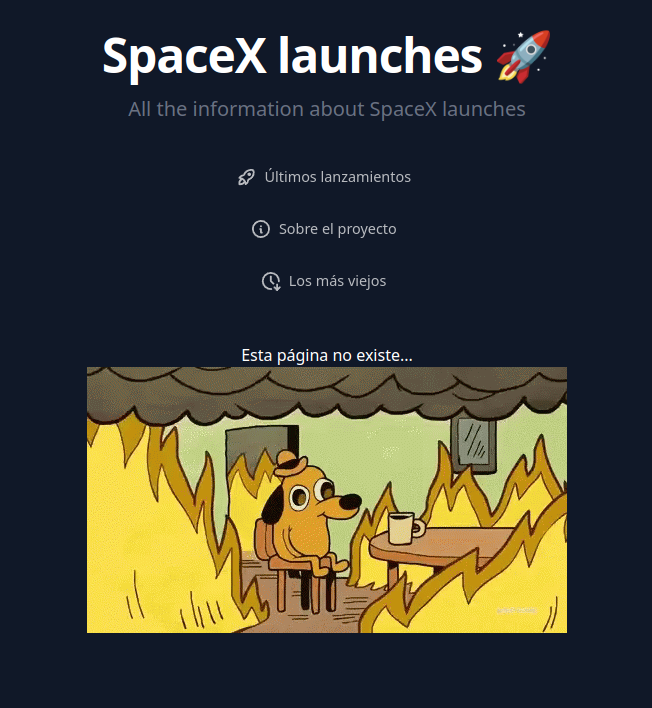 SpaceX launches 🚀
All the information about SpaceX launches
Últimos lanzamientos
Sobre el proyecto
Los más viejos
Esta página no existe...